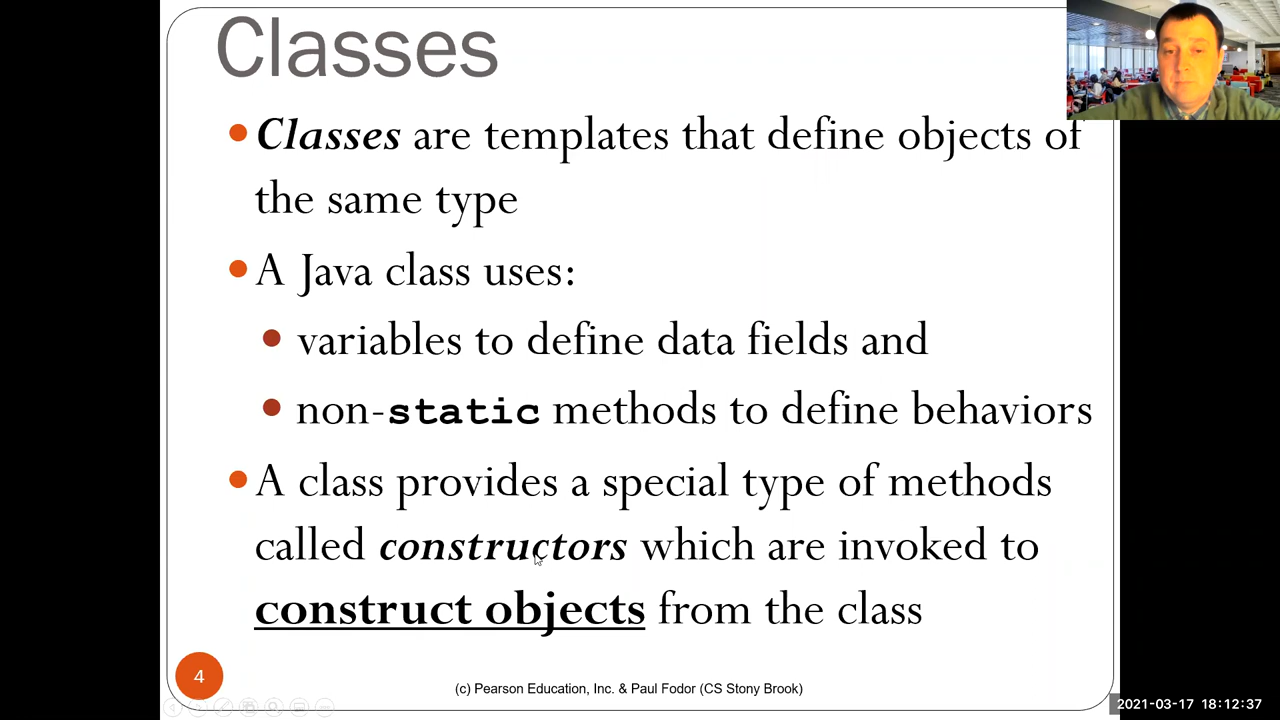 Classes
Classes are templates that define objects of
the same type
A Java class uses:
variables to define data fields and
non-static methods to define behaviors
A class provides a special type of methods
called constructors which are invoked to
construct objects from the class
4
(c) Pearson Education, Inc. & Paul Fodor (CS Stony Brook)
2021-03-17 18:12:37